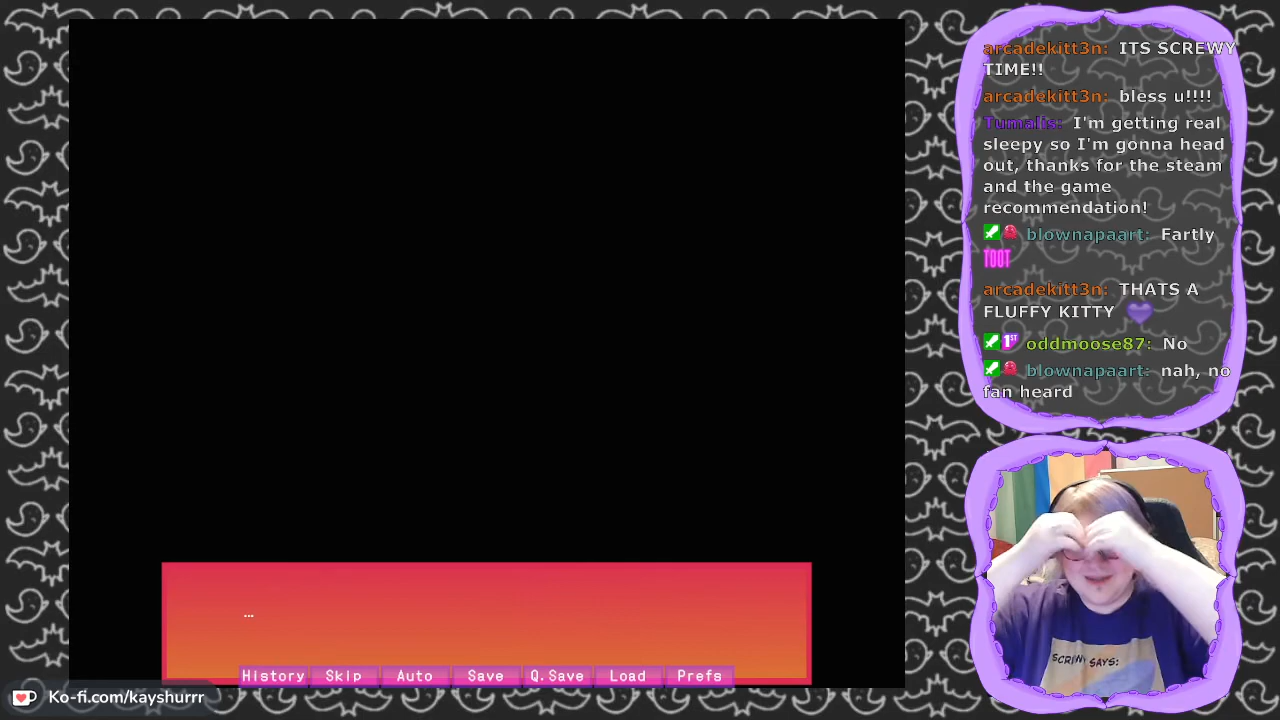 arcadekitt3n: ITS SCREWY
TIME!!
arcadekitt3n: bless u!!!!
Tumalis: I'm getting real
sleepy so I'm gonna head
out, thanks for the steam
and the game
recommendation!
blownapaart: Fartly
TOOT
arcadekitt3n: THATS A
FLUFFY KITTY
1ST oddmoose87: No
blownapaart: nah, no
fan heard
...
History Skip Auto Save Q.Save Load Prefs
SCREWY SAYS:
Ko-fi.com/kayshurrr